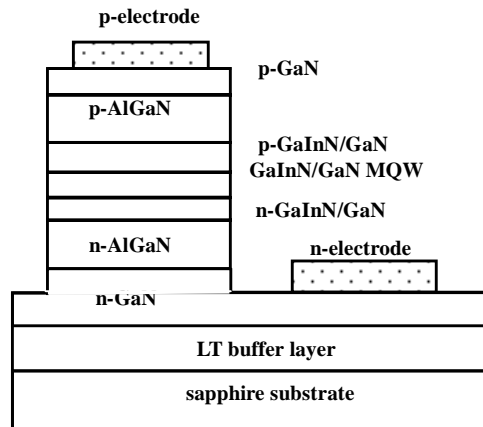 p-electrode
p-GaN
p-AlGaN
p-GaInN/GaN
GaInN/GaN MQW
n-GaInN/GaN
n-AlGaN
n-electrode
n-GaN
LT buffer layer
sapphire substrate